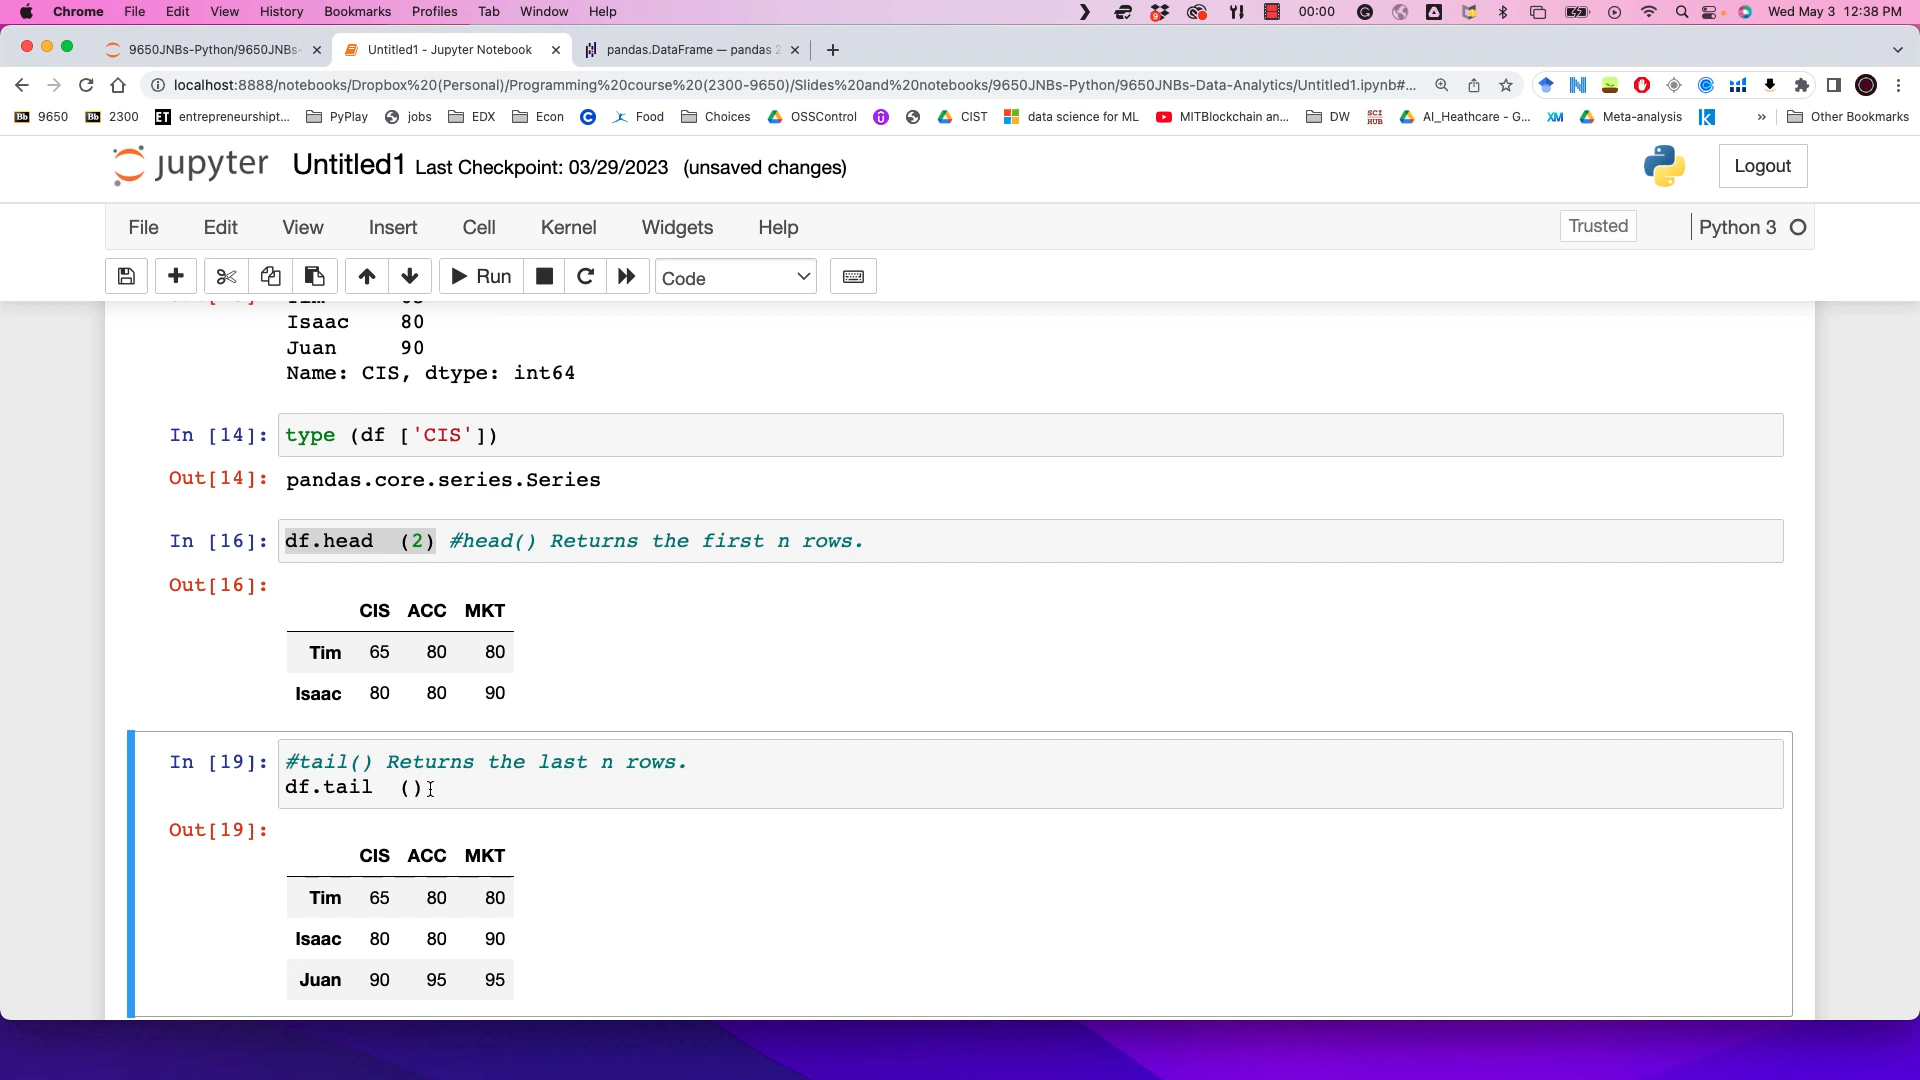 Chrome File Edit View History Bookmarks Profiles Tab Window Help 9 00:00 Wed May 3 12:38 PM
9650JNBs-Python/9650JNBs- Untitled1 - Jupyter Notebook pandas.DataFrame — pandas 2
localhost:8888/notebooks/Dropbox%20(Personal)/Programming%20course%20(2300-9650)/Slides%20and%20notebooks/9650JNBs-Python/9650JNBs-Data-Analytics/Untitled1.ipynb#...
Bb 9650 Bb 2300 ET entrepreneurshipt... PyPlay jobs EDX Econ Food Choices OSSControl CIST data science for ML MITBlockchain an... DW SCI HUB XM AI_Heathcare - G... Meta-analysis » Other Bookmarks
jupyter Untitled1 Last Checkpoint: 03/29/2023 (unsaved changes) Logout
File Edit View Insert Cell Kernel Widgets Help Trusted Python 3
Run Code
Isaac 80
Juan 90
Name: CIS, dtype: int64
In [14]: type (df ['CIS'])
Out[14]: pandas.core.series.Series
In [16]: df.head (2) #head() Returns the first n rows.
Out[16]:
CIS ACC MKT
Tim 65 80 80
Isaac 80 80 90
In [19]: #tail() Returns the last n rows.
df.tail ()
Out[19]:
CIS ACC MKT
Tim 65 80 80
Isaac 80 80 90
Juan 90 95 95